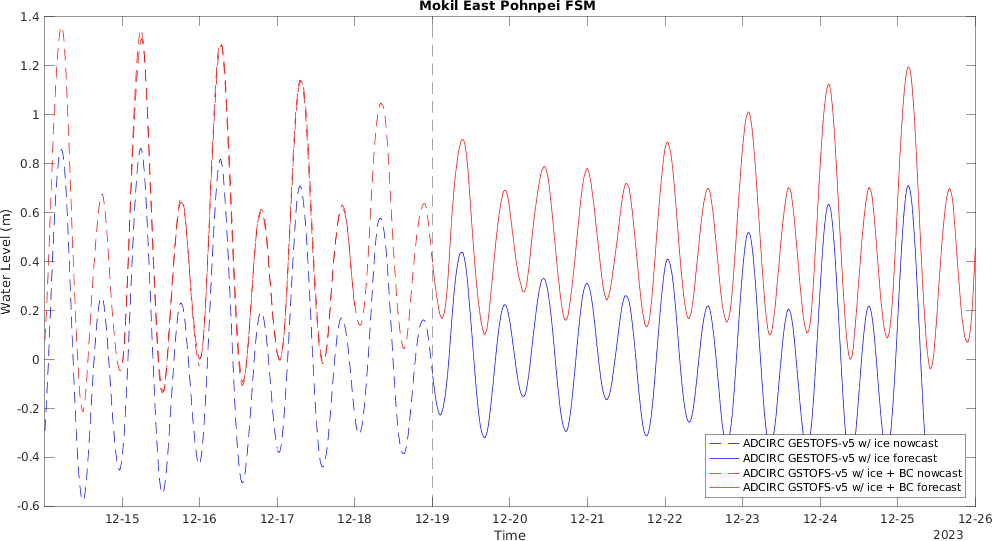 Mokil East Pohnpei FSM
Water Level (m)
1.4
1.2
1
0.8
0.6
0.4
0.2
0
-0.2
-0.4
-0.6
ADCIRC GESTOFS-v5 w/ ice nowcast
ADCIRC GESTOFS-v5 w/ ice forecast
ADCIRC GSTOFS-v5 w/ ice + BC nowcast
ADCIRC GSTOFS-v5 w/ ice + BC forecast
12-15 12-16 12-17 12-18 12-19 12-20 12-21 12-22 12-23 12-24 12-25 12-26
Time
2023